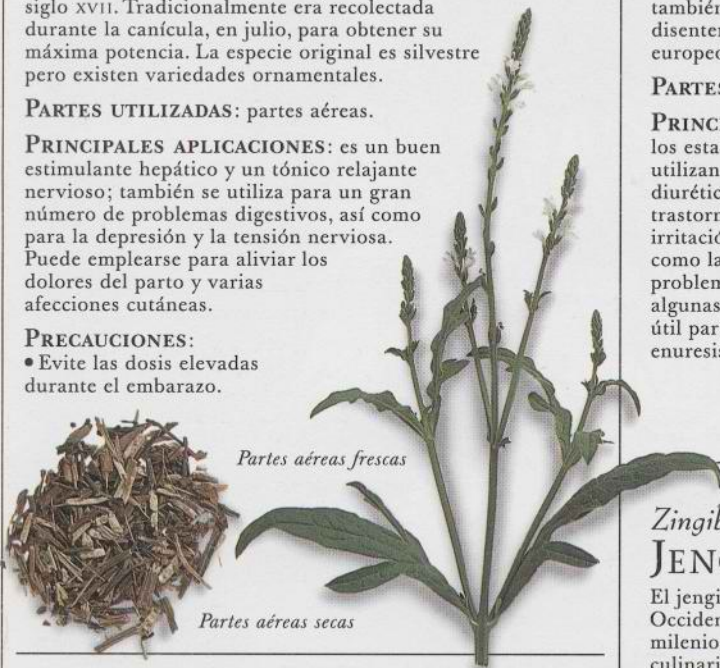 siglo XVII. Tradicionalmente era recolectada
durante la canícula, en julio, para obtener su
máxima potencia. La especie original es silvestre
pero existen variedades ornamentales.
PARTES UTILIZADAS: partes aéreas.
PRINCIPALES APLICACIONES: es un buen
estimulante hepático y un tónico relajante
nervioso; también se utiliza para un gran
número de problemas digestivos, así como
para la depresión y la tensión nerviosa.
Puede emplearse para aliviar los
dolores del parto y varias
afecciones cutáneas.
PRECAUCIONES:
• Evite las dosis elevadas
durante el embarazo.
Partes aéreas frescas
Partes aéreas secas
también
disenter
europeo
PARTES
PRINCI
los esta
utilizan
diurétic
trastorn
irritació
como la
problem
algunas
útil par
enuresis
Zingib
JENG
El jengi
Occiden
milenio
culinari